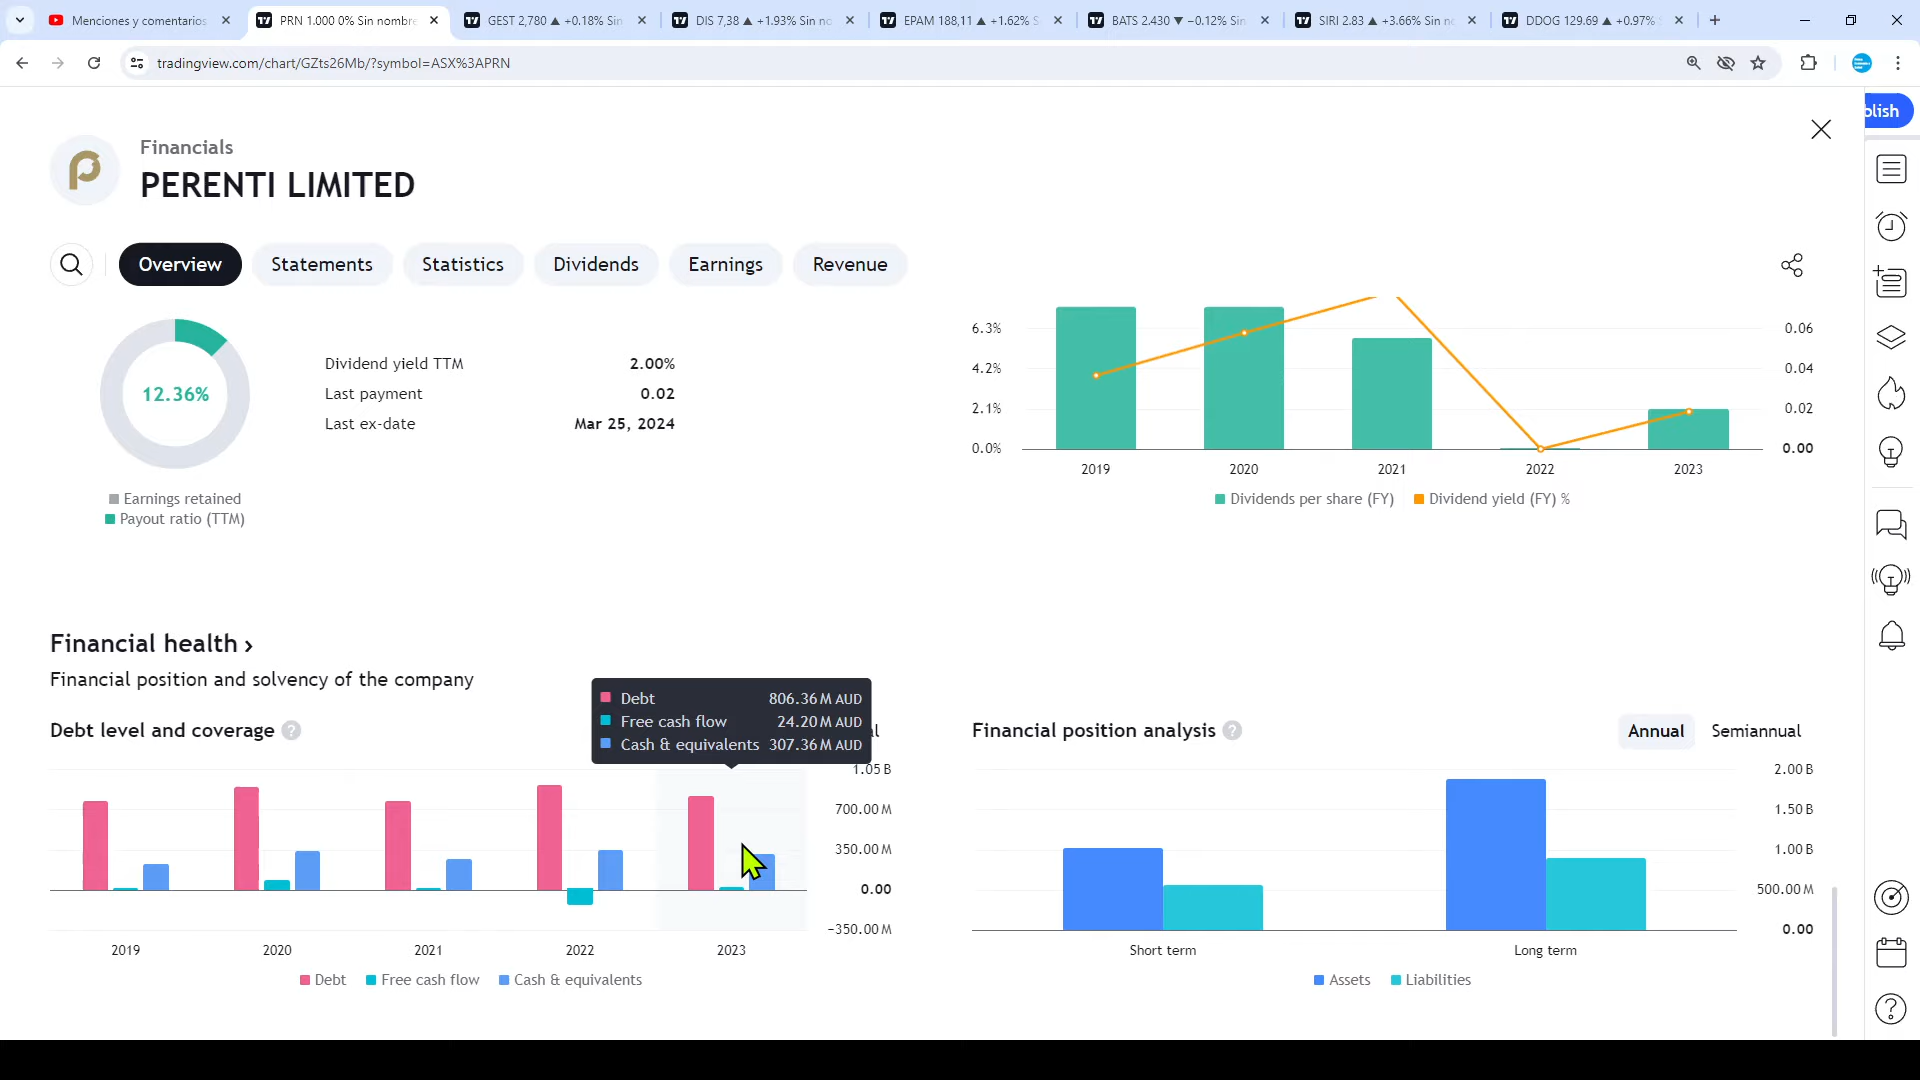 Menciones y comentarios
PRN 1.000 0% Sin nombre
GEST 2,780 ▲ +0.18% Sin
DIS 7,38 ▲ +1.93% Sin no
EPAM 188,11 ▲ +1.62% S
BATS 2.430 ▼ −0.12% Sin
SIRI 2.83 ▲ +3.66% Sin n
DDOG 129.69 ▲ +0.97%
tradingview.com/chart/GZts26Mb/?symbol=ASX%3APRN
blish
Financials
PERENTI LIMITED
Overview
Statements
Statistics
Dividends
Earnings
Revenue
12.36%
Earnings retained
Payout ratio (TTM)
Dividend yield TTM 2.00%
Last payment 0.02
Last ex-date Mar 25, 2024
6.3%
4.2%
2.1%
0.0%
0.06
0.04
0.02
0.00
2019 2020 2021 2022 2023
Dividends per share (FY) Dividend yield (FY) %
Financial health ›
Financial position and solvency of the company
Debt level and coverage ?
al
Debt 806.36 M AUD
Free cash flow 24.20 M AUD
Cash & equivalents 307.36 M AUD
1.05 B
700.00 M
350.00 M
0.00
−350.00 M
2019 2020 2021 2022 2023
Debt Free cash flow Cash & equivalents
Financial position analysis ?
Annual Semiannual
2.00 B
1.50 B
1.00 B
500.00 M
0.00
Short term Long term
Assets Liabilities